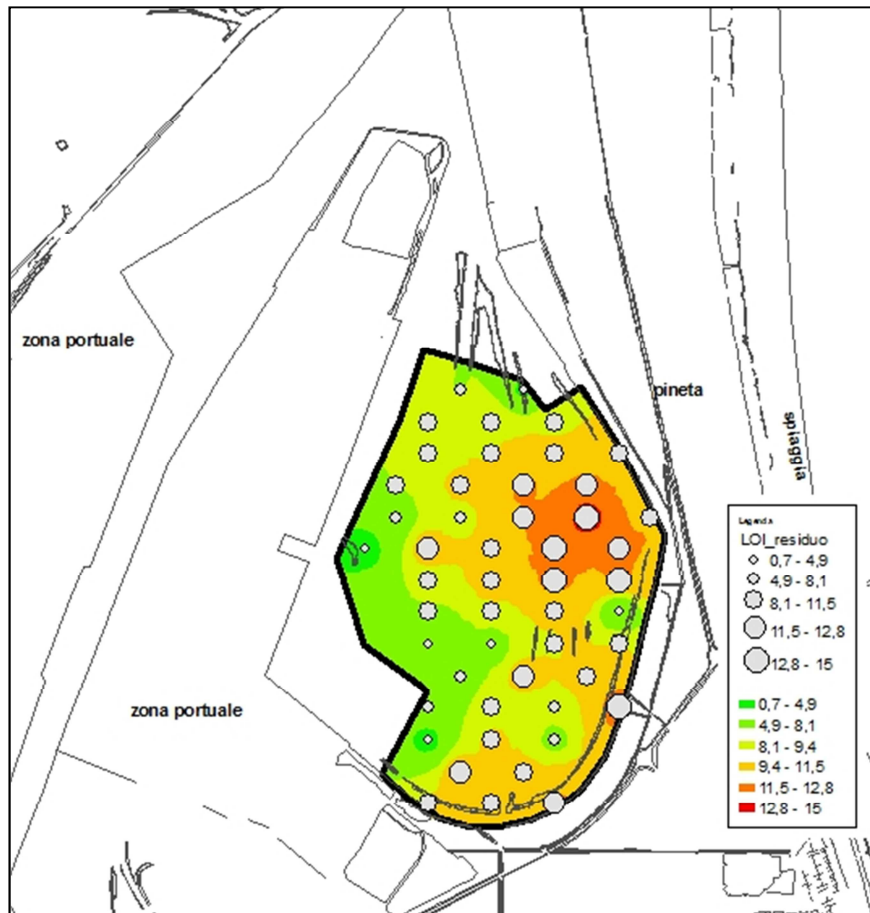 zona portuale
pineta
spiaggia
zona portuale
Legenda
LOI_residuo
0,7 - 4,9
4,9 - 8,1
8,1 - 11,5
11,5 - 12,8
12,8 - 15
0,7 - 4,9
4,9 - 8,1
8,1 - 9,4
9,4 - 11,5
11,5 - 12,8
12,8 - 15